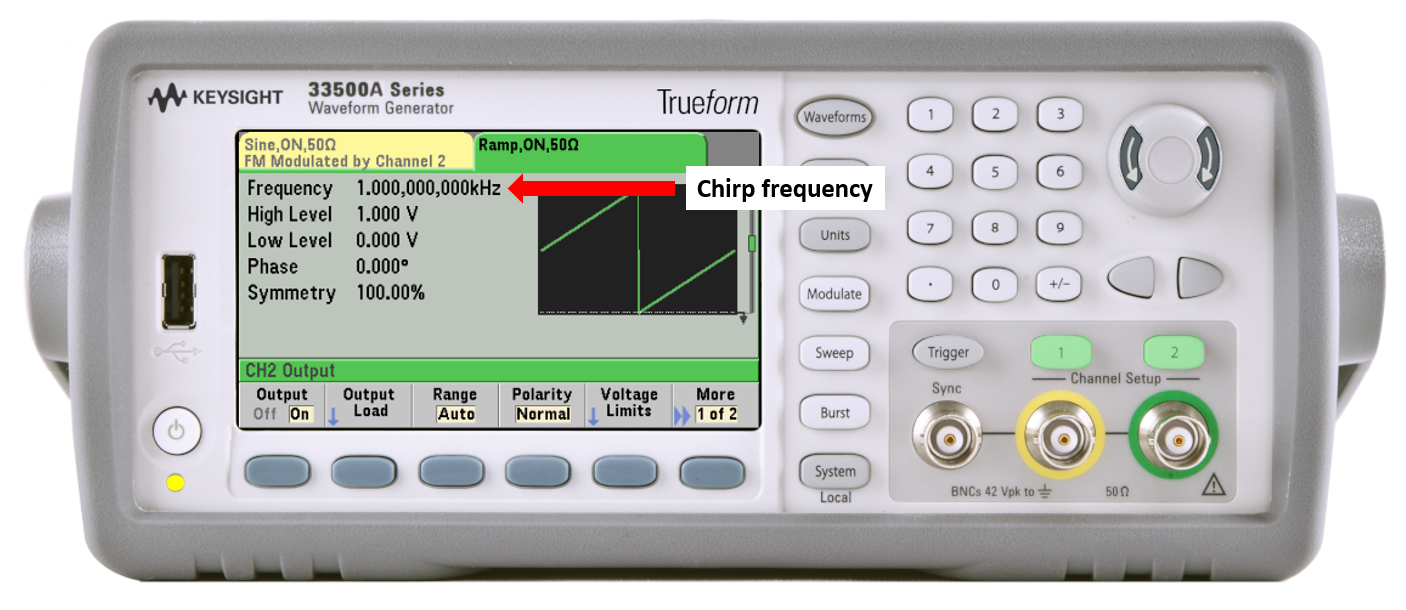 KEYSIGHT
33500A Series
Waveform Generator
Trueform
Sine,ON,50Ω
FM Modulated by Channel 2
Ramp,ON,50Ω
Frequency 1.000,000,000kHz
High Level 1.000 V
Low Level 0.000 V
Phase 0.000°
Symmetry 100.00%
CH2 Output
Output
Off On
Output
Load
Range
Auto
Polarity
Normal
Voltage
Limits
More
1 of 2
Chirp frequency
Waveforms
Units
Modulate
Sweep
Burst
System
Local
1 2 3
4 5 6
7 8 9
. 0 +/−
Trigger
1
2
Channel Setup
Sync
BNCs 42 Vpk to
50 Ω